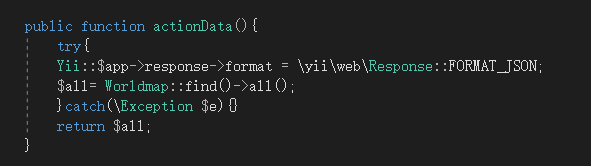 public function actionData(){
try{
Yii::$app->response->format = \yii\web\Response::FORMAT_JSON;
$all= Worldmap::find()->all();
}catch(\Exception $e){}
return $all;
}